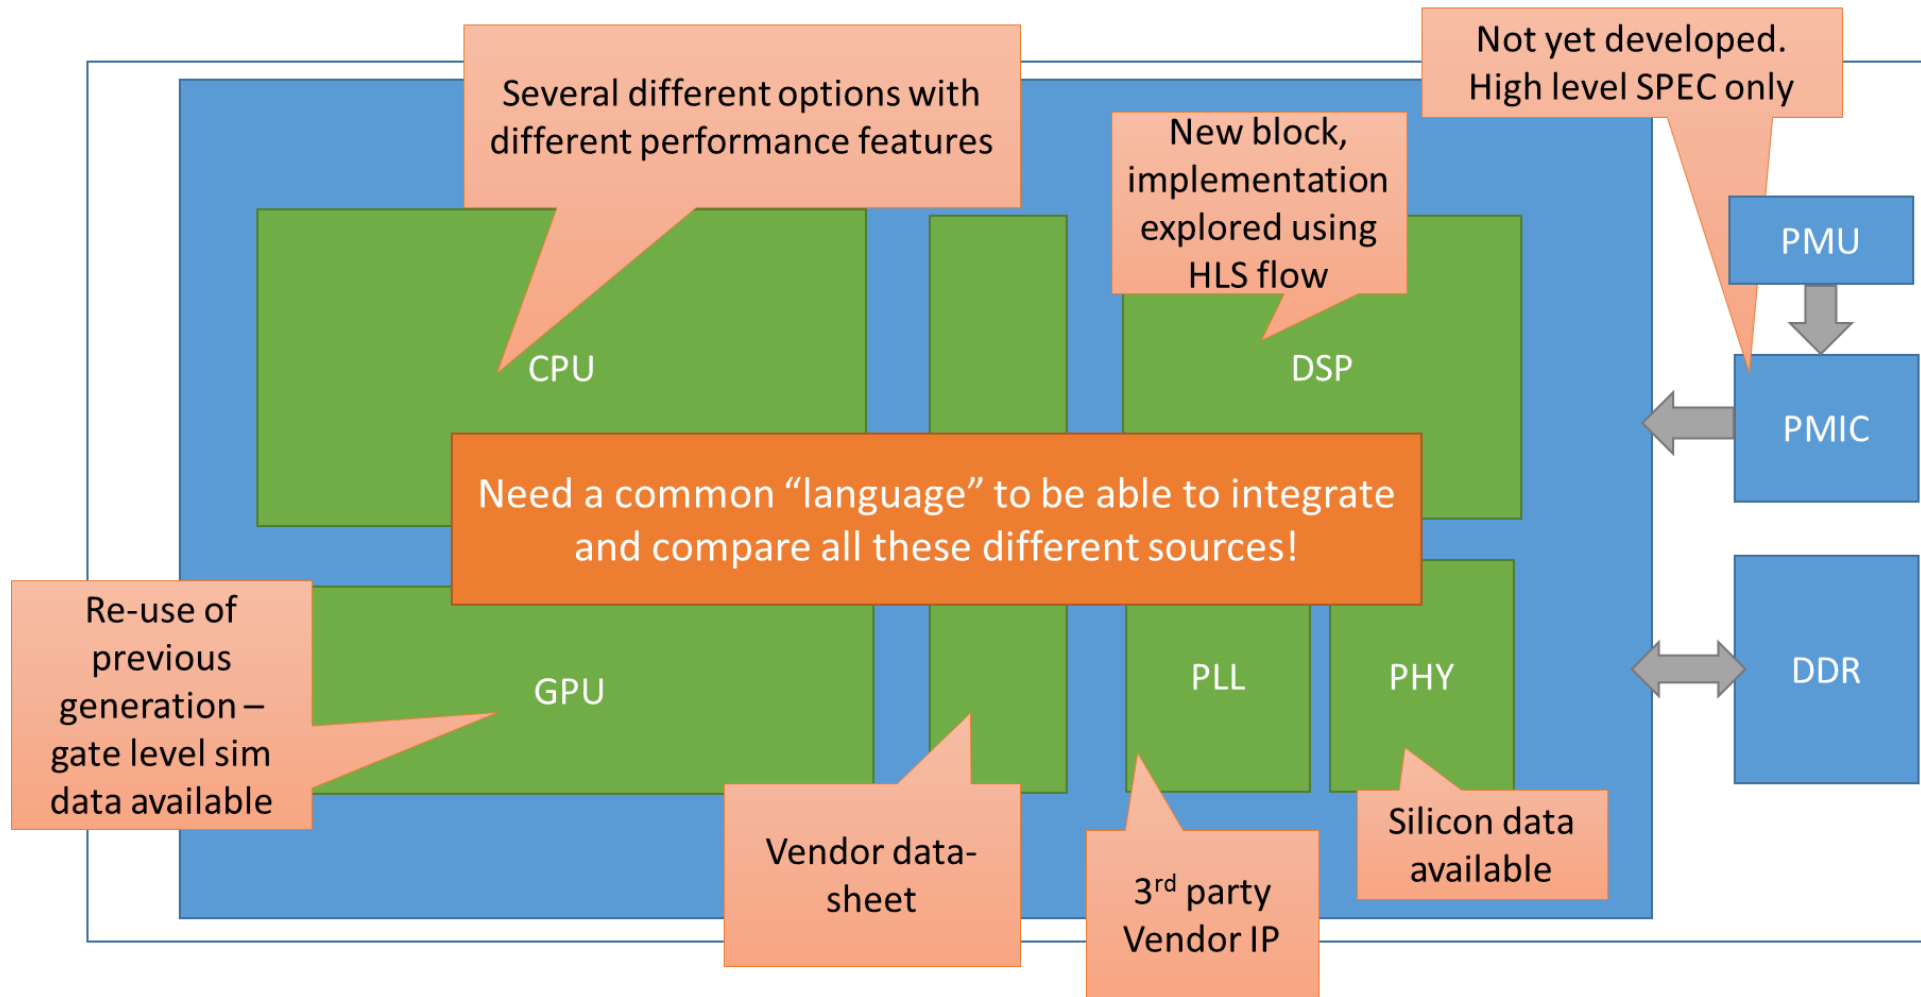 Several different options with
different performance features
Not yet developed.
High level SPEC only
New block,
implementation
explored using
HLS flow
PMU
CPU
DSP
PMIC
Need a common “language” to be able to integrate
and compare all these different sources!
Re-use of
previous
generation –
gate level sim
data available
GPU
PLL
PHY
DDR
Vendor data-
sheet
3rd party
Vendor IP
Silicon data
available